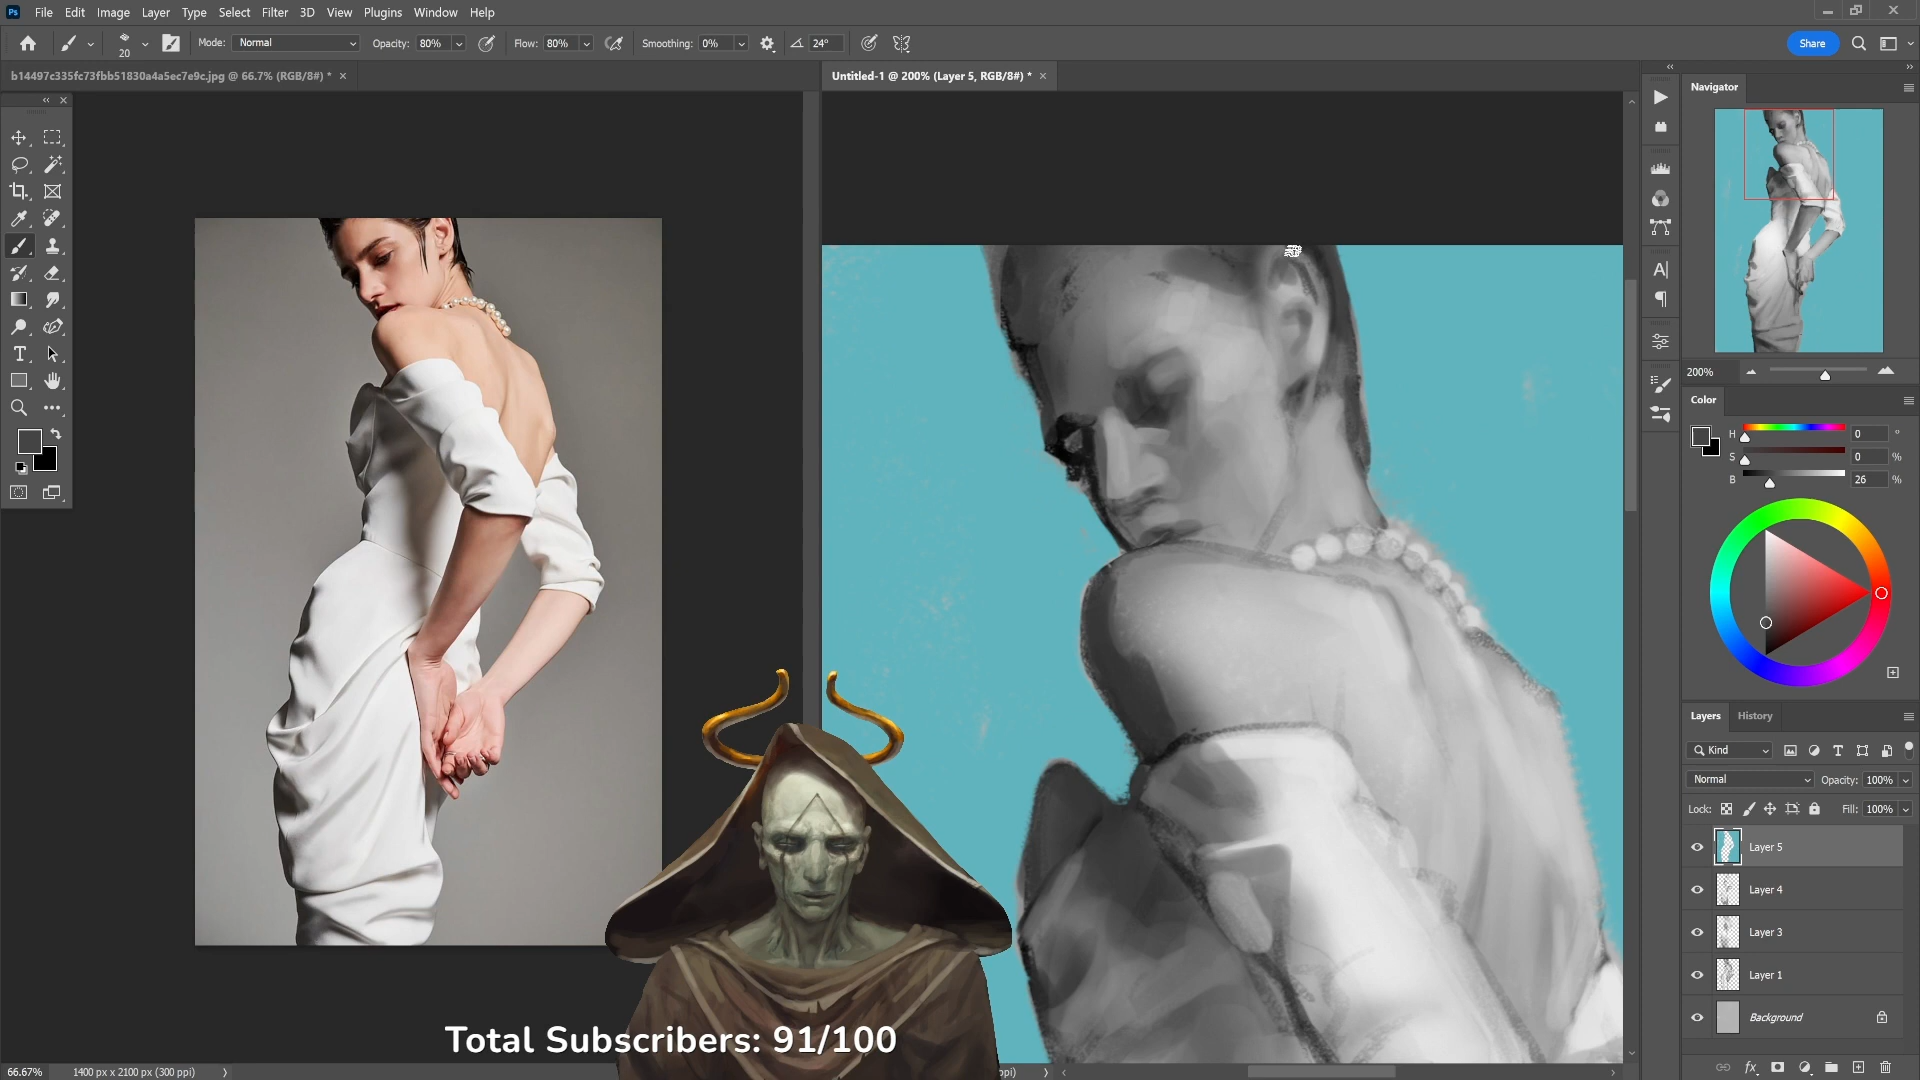 Ps File Edit Image Layer Type Select Filter 3D View Plugins Window Help
20 Mode: Normal Opacity: 80% Flow: 80% Smoothing: 0% 24° Share
b14497c335fc73fbb51830a4a5ec7e9c.jpg @ 66.7% (RGB/8#) * ×
Untitled-1 @ 200% (Layer 5, RGB/8#) * ×
Navigator
200%
Color
H 0 °
S 0 %
B 26 %
Layers History
Kind
Normal Opacity: 100%
Lock: Fill: 100%
Layer 5
Layer 4
Layer 3
Layer 1
Background
Total Subscribers: 91/100
66.67% 1400 px x 2100 px (300 ppi)
ppi)